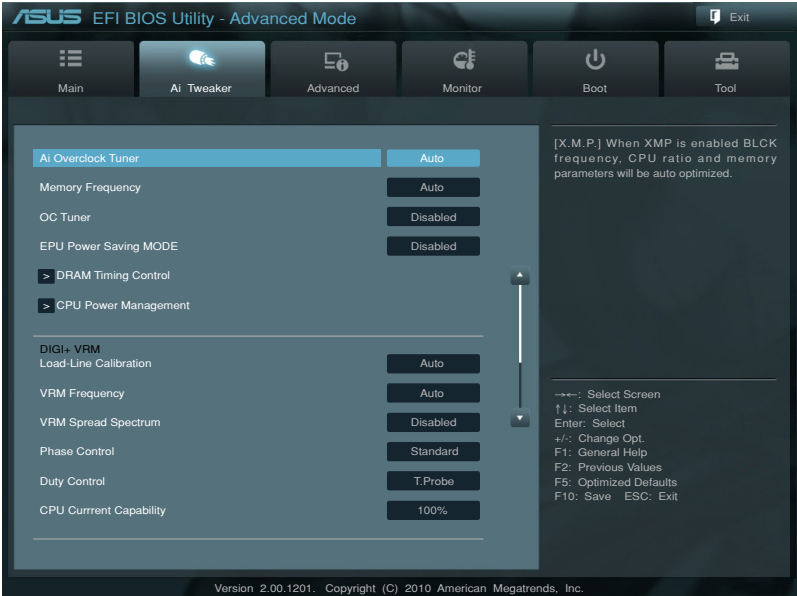 ASUS EFI BIOS Utility - Advanced Mode
Exit
Main
Ai Tweaker
Advanced
Monitor
Boot
Tool
Ai Overclock Tuner Auto
Memory Frequency Auto
OC Tuner Disabled
EPU Power Saving MODE Disabled
> DRAM Timing Control
> CPU Power Management
DIGI+ VRM
Load-Line Calibration Auto
VRM Frequency Auto
VRM Spread Spectrum Disabled
Phase Control Standard
Duty Control T.Probe
CPU Currrent Capability 100%
[X.M.P.] When XMP is enabled BLCK
frequency, CPU ratio and memory
parameters will be auto optimized.
→←: Select Screen
↑↓: Select Item
Enter: Select
+/-: Change Opt.
F1: General Help
F2: Previous Values
F5: Optimized Defaults
F10: Save ESC: Exit
Version 2.00.1201. Copyright (C) 2010 American Megatrends, Inc.